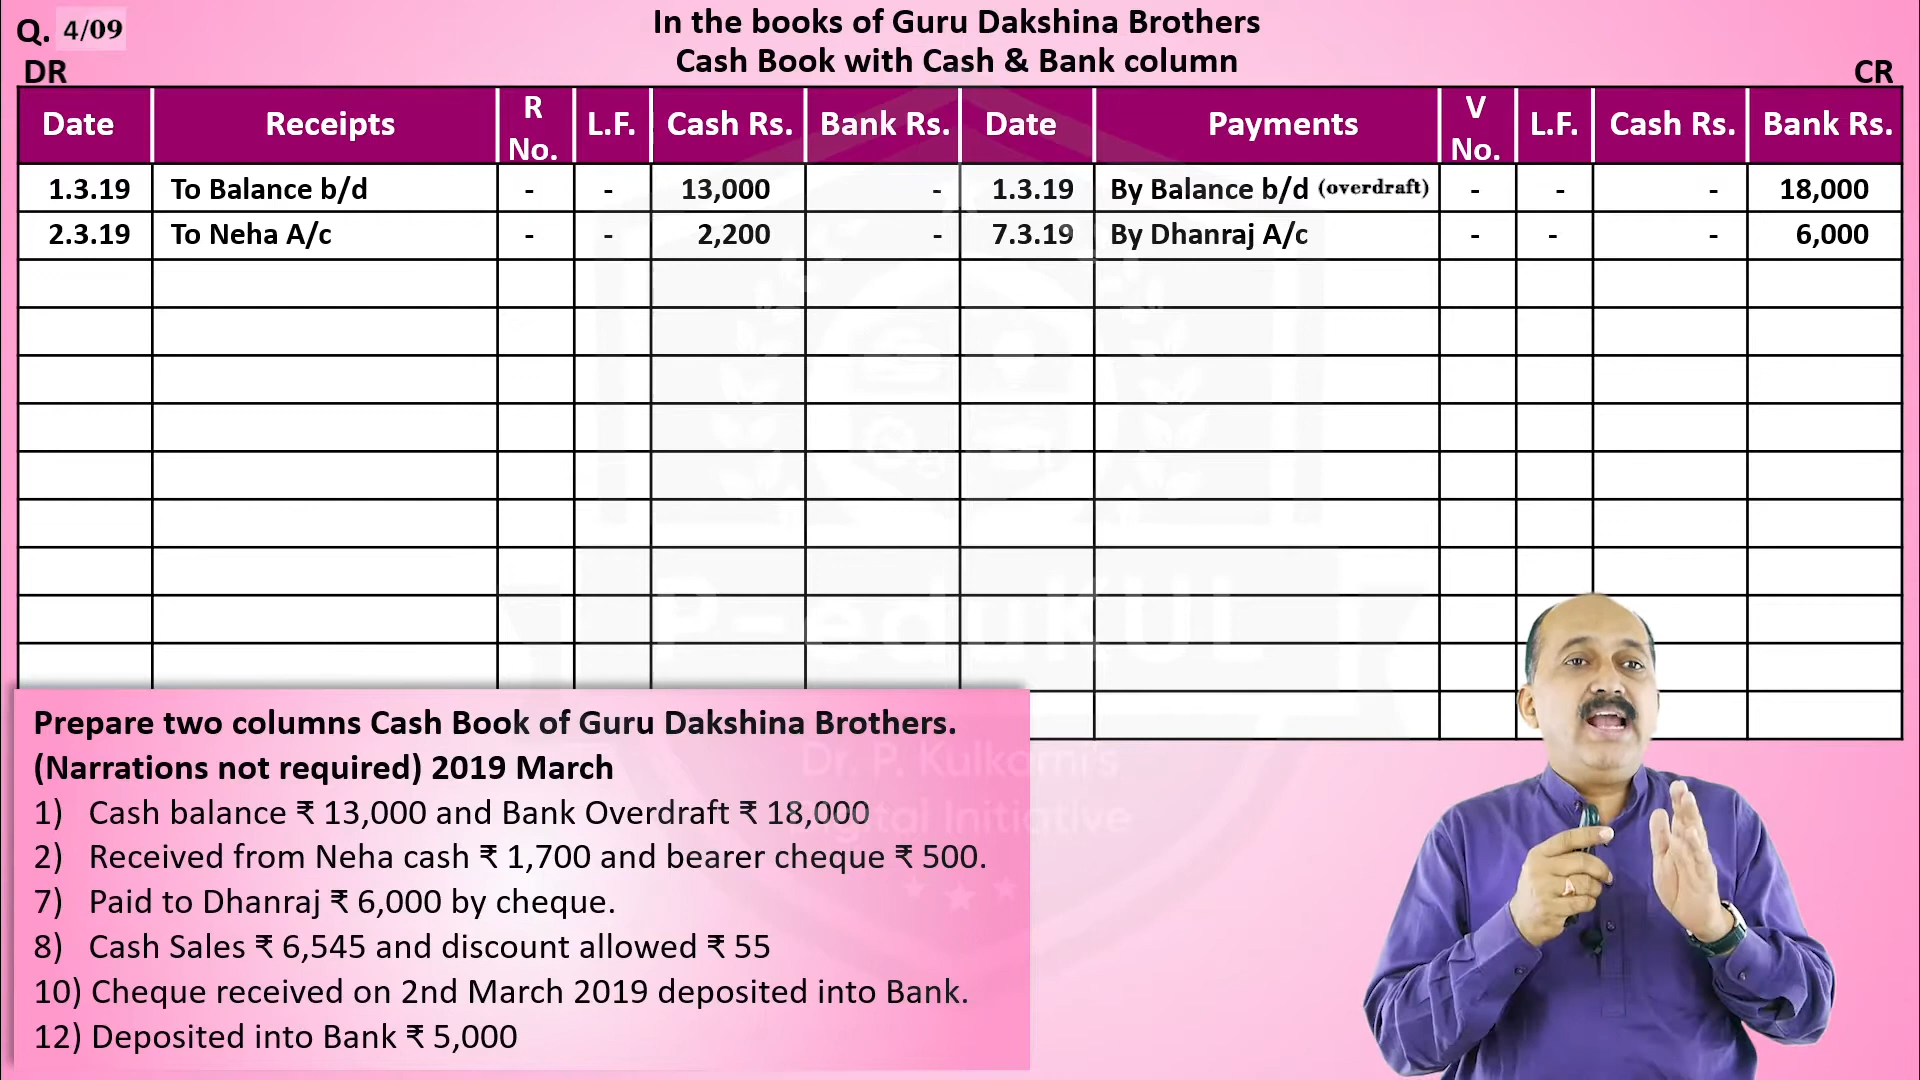 Q. 4/09
In the books of Guru Dakshina Brothers
Cash Book with Cash & Bank column
DR
CR
Date Receipts R No. L.F. Cash Rs. Bank Rs. Date Payments V No. L.F. Cash Rs. Bank Rs.
1.3.19 To Balance b/d - - 13,000 - 1.3.19 By Balance b/d (overdraft) - - - 18,000
2.3.19 To Neha A/c - - 2,200 - 7.3.19 By Dhanraj A/c - - - 6,000
P-eduKUL
Dr. P. Kulkarni's
Digital Initiative
Prepare two columns Cash Book of Guru Dakshina Brothers.
(Narrations not required) 2019 March
1) Cash balance ₹ 13,000 and Bank Overdraft ₹ 18,000
2) Received from Neha cash ₹ 1,700 and bearer cheque ₹ 500.
7) Paid to Dhanraj ₹ 6,000 by cheque.
8) Cash Sales ₹ 6,545 and discount allowed ₹ 55
10) Cheque received on 2nd March 2019 deposited into Bank.
12) Deposited into Bank ₹ 5,000